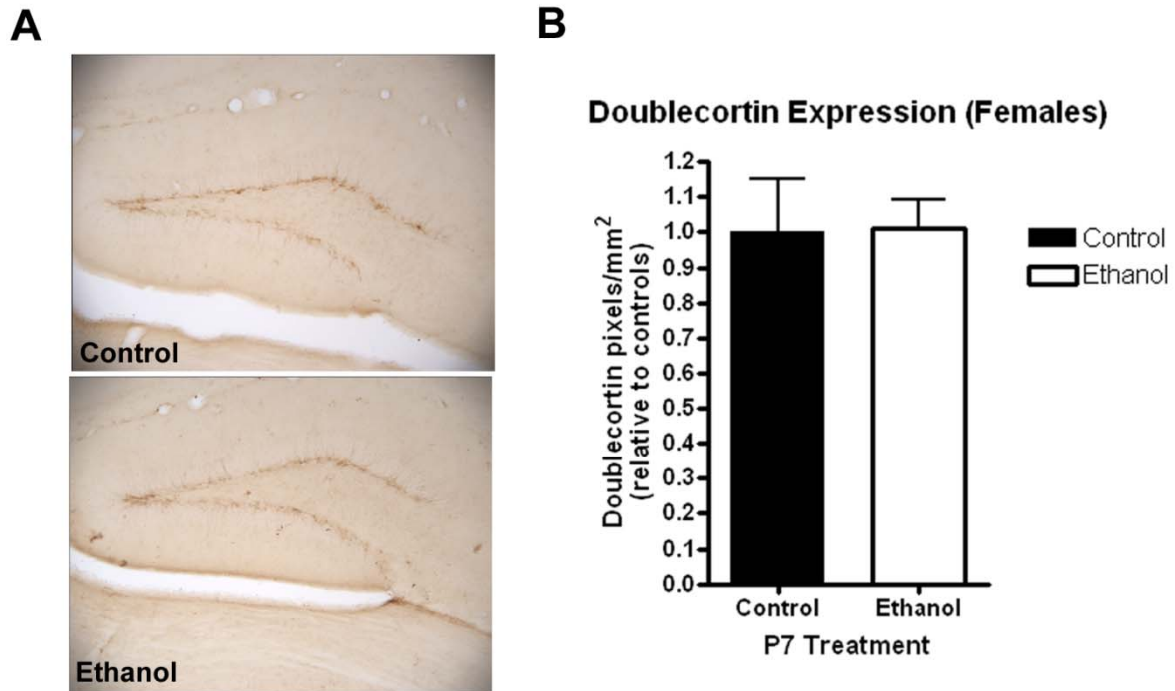 A
Control
Ethanol
B
Doublecortin Expression (Females)
Doublecortin pixels/mm²
(relative to controls)
1.2
1.1
1.0
0.9
0.8
0.7
0.6
0.5
0.4
0.3
0.2
0.1
0.0
Control
Ethanol
P7 Treatment
Control
Ethanol